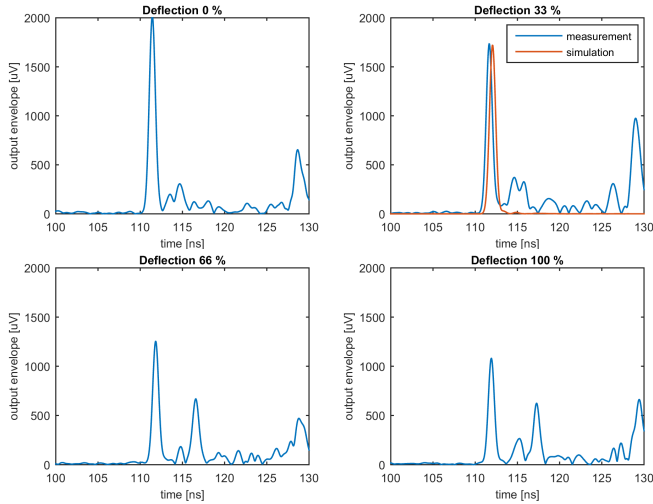 Deflection 0 %
output envelope [uV]
2000
1500
1000
500
0
100 105 110 115 120 125 130
time [ns]
Deflection 33 %
measurement
simulation
output envelope [uV]
2000
1500
1000
500
0
100 105 110 115 120 125 130
time [ns]
Deflection 66 %
output envelope [uV]
2000
1500
1000
500
0
100 105 110 115 120 125 130
time [ns]
Deflection 100 %
output envelope [uV]
2000
1500
1000
500
0
100 105 110 115 120 125 130
time [ns]